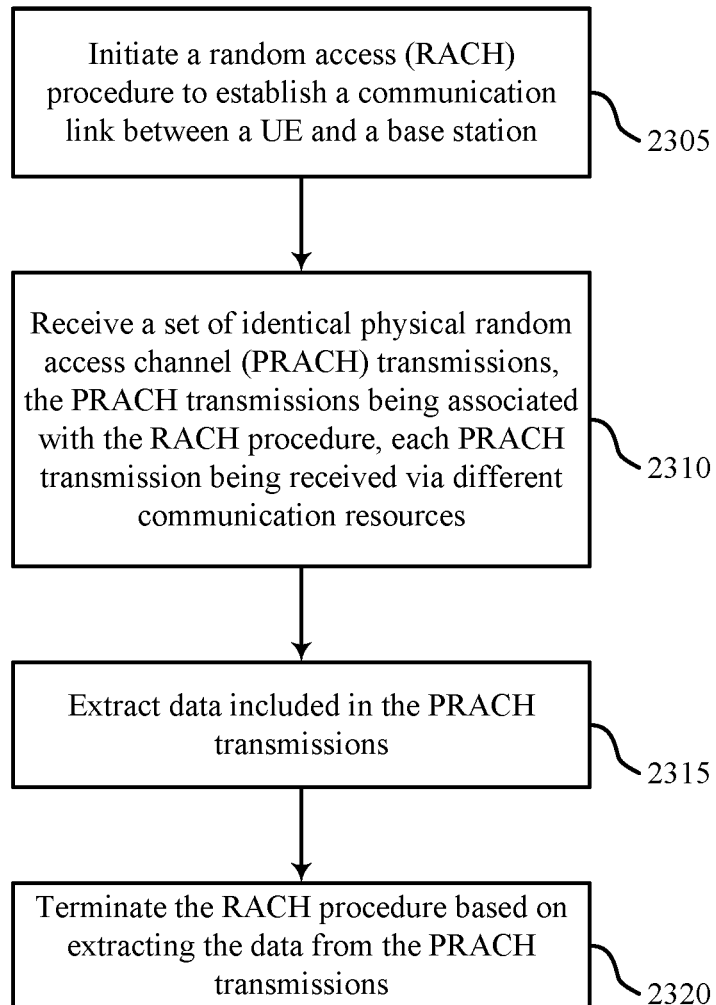 Initiate a random access (RACH)
procedure to establish a communication
link between a UE and a base station
2305
Receive a set of identical physical random
access channel (PRACH) transmissions,
the PRACH transmissions being associated
with the RACH procedure, each PRACH
transmission being received via different
communication resources
2310
Extract data included in the PRACH
transmissions
2315
Terminate the RACH procedure based on
extracting the data from the PRACH
transmissions
2320